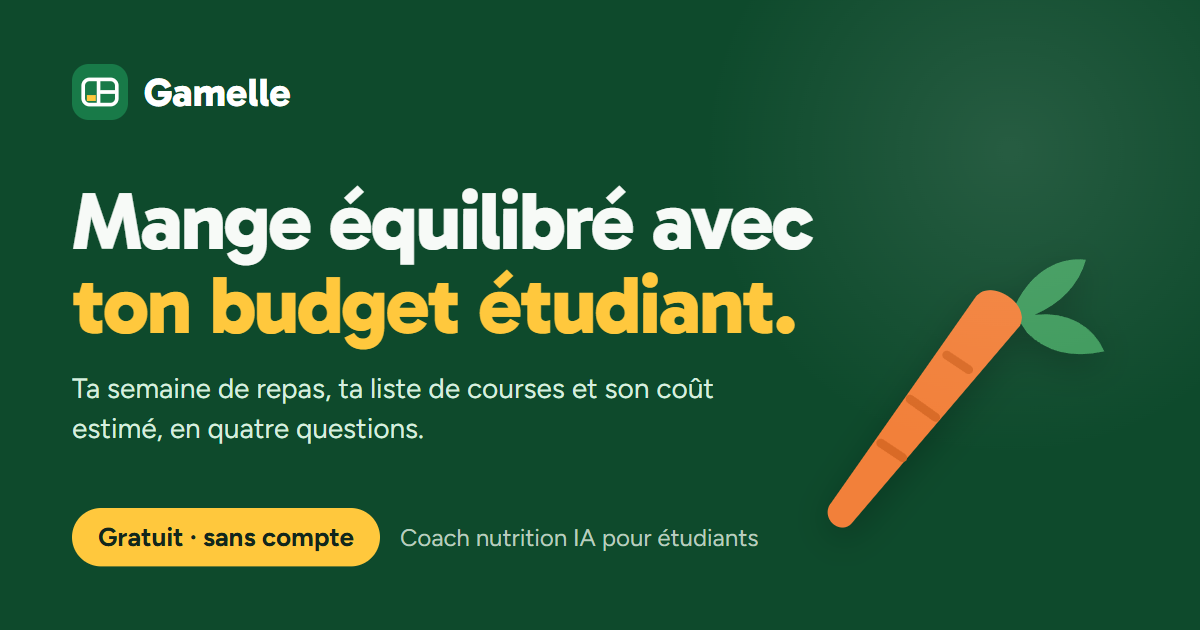 Gamelle
Mange équilibré avec
ton budget étudiant.
Ta semaine de repas, ta liste de courses et son coût
estimé, en quatre questions.
Gratuit · sans compte
Coach nutrition IA pour étudiants